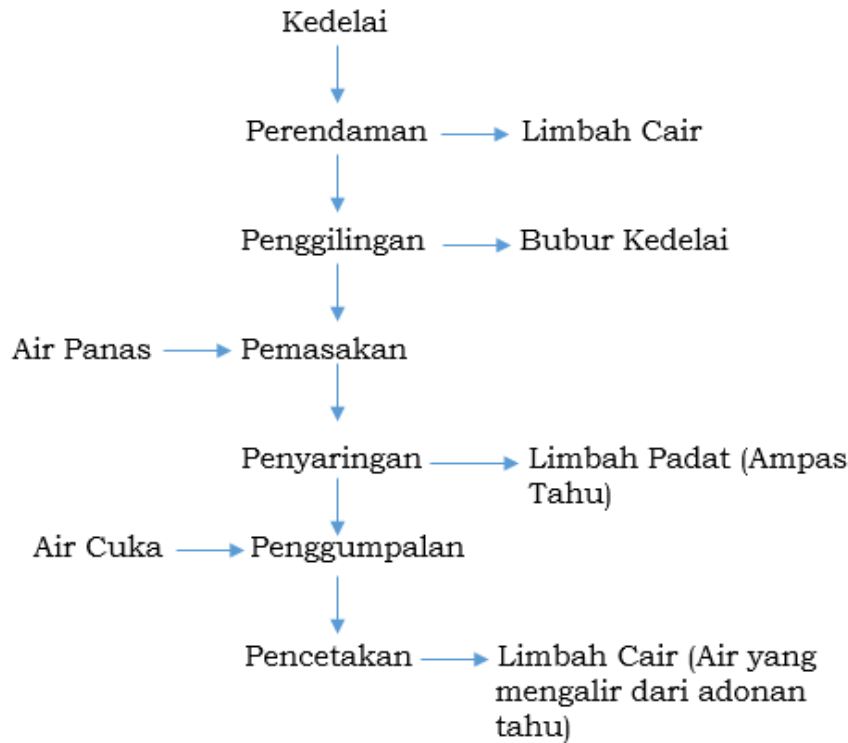 Kedelai
Perendaman
Limbah Cair
Penggilingan
Bubur Kedelai
Air Panas
Pemasakan
Penyaringan
Limbah Padat (Ampas
Tahu)
Air Cuka
Penggumpalan
Pencetakan
Limbah Cair (Air yang
mengalir dari adonan
tahu)